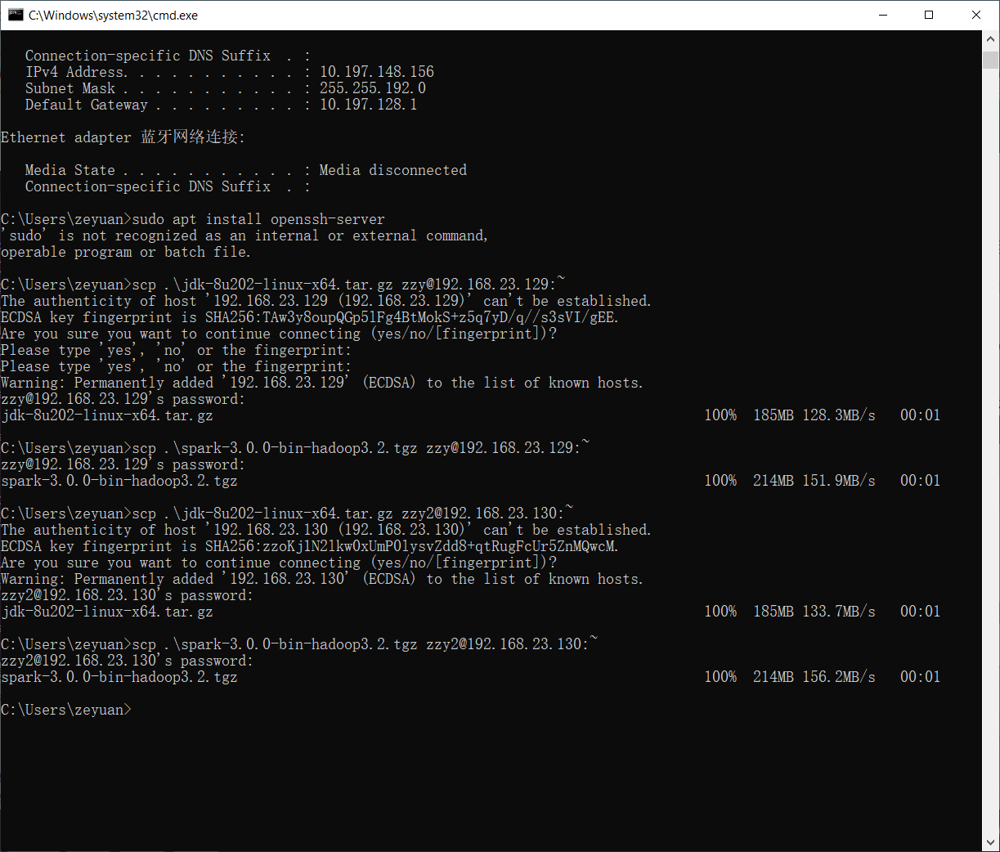 C:\Windows\system32\cmd.exe
Connection-specific DNS Suffix  . :
IPv4 Address. . . . . . . . . . . : 10.197.148.156
Subnet Mask . . . . . . . . . . . : 255.255.192.0
Default Gateway . . . . . . . . . : 10.197.128.1
Ethernet adapter 蓝牙网络连接:
Media State . . . . . . . . . . . : Media disconnected
Connection-specific DNS Suffix  . :
C:\Users\zeyuan>sudo apt install openssh-server
'sudo' is not recognized as an internal or external command,
operable program or batch file.
C:\Users\zeyuan>scp .\jdk-8u202-linux-x64.tar.gz zzy@192.168.23.129:~
The authenticity of host '192.168.23.129 (192.168.23.129)' can't be established.
ECDSA key fingerprint is SHA256:TAw3y8oupQGp5lFg4BtMokS+z5q7yD/q//s3sVI/gEE.
Are you sure you want to continue connecting (yes/no/[fingerprint])?
Please type 'yes', 'no' or the fingerprint:
Please type 'yes', 'no' or the fingerprint:
Warning: Permanently added '192.168.23.129' (ECDSA) to the list of known hosts.
zzy@192.168.23.129's password:
jdk-8u202-linux-x64.tar.gz 100% 185MB 128.3MB/s 00:01
C:\Users\zeyuan>scp .\spark-3.0.0-bin-hadoop3.2.tgz zzy@192.168.23.129:~
zzy@192.168.23.129's password:
spark-3.0.0-bin-hadoop3.2.tgz 100% 214MB 151.9MB/s 00:01
C:\Users\zeyuan>scp .\jdk-8u202-linux-x64.tar.gz zzy2@192.168.23.130:~
The authenticity of host '192.168.23.130 (192.168.23.130)' can't be established.
ECDSA key fingerprint is SHA256:zzoKjlN2lkwOxUmP0lysvZdd8+qtRugFcUr5ZnMQwcM.
Are you sure you want to continue connecting (yes/no/[fingerprint])?
Warning: Permanently added '192.168.23.130' (ECDSA) to the list of known hosts.
zzy2@192.168.23.130's password:
jdk-8u202-linux-x64.tar.gz 100% 185MB 133.7MB/s 00:01
C:\Users\zeyuan>scp .\spark-3.0.0-bin-hadoop3.2.tgz zzy2@192.168.23.130:~
zzy2@192.168.23.130's password:
spark-3.0.0-bin-hadoop3.2.tgz 100% 214MB 156.2MB/s 00:01
C:\Users\zeyuan>